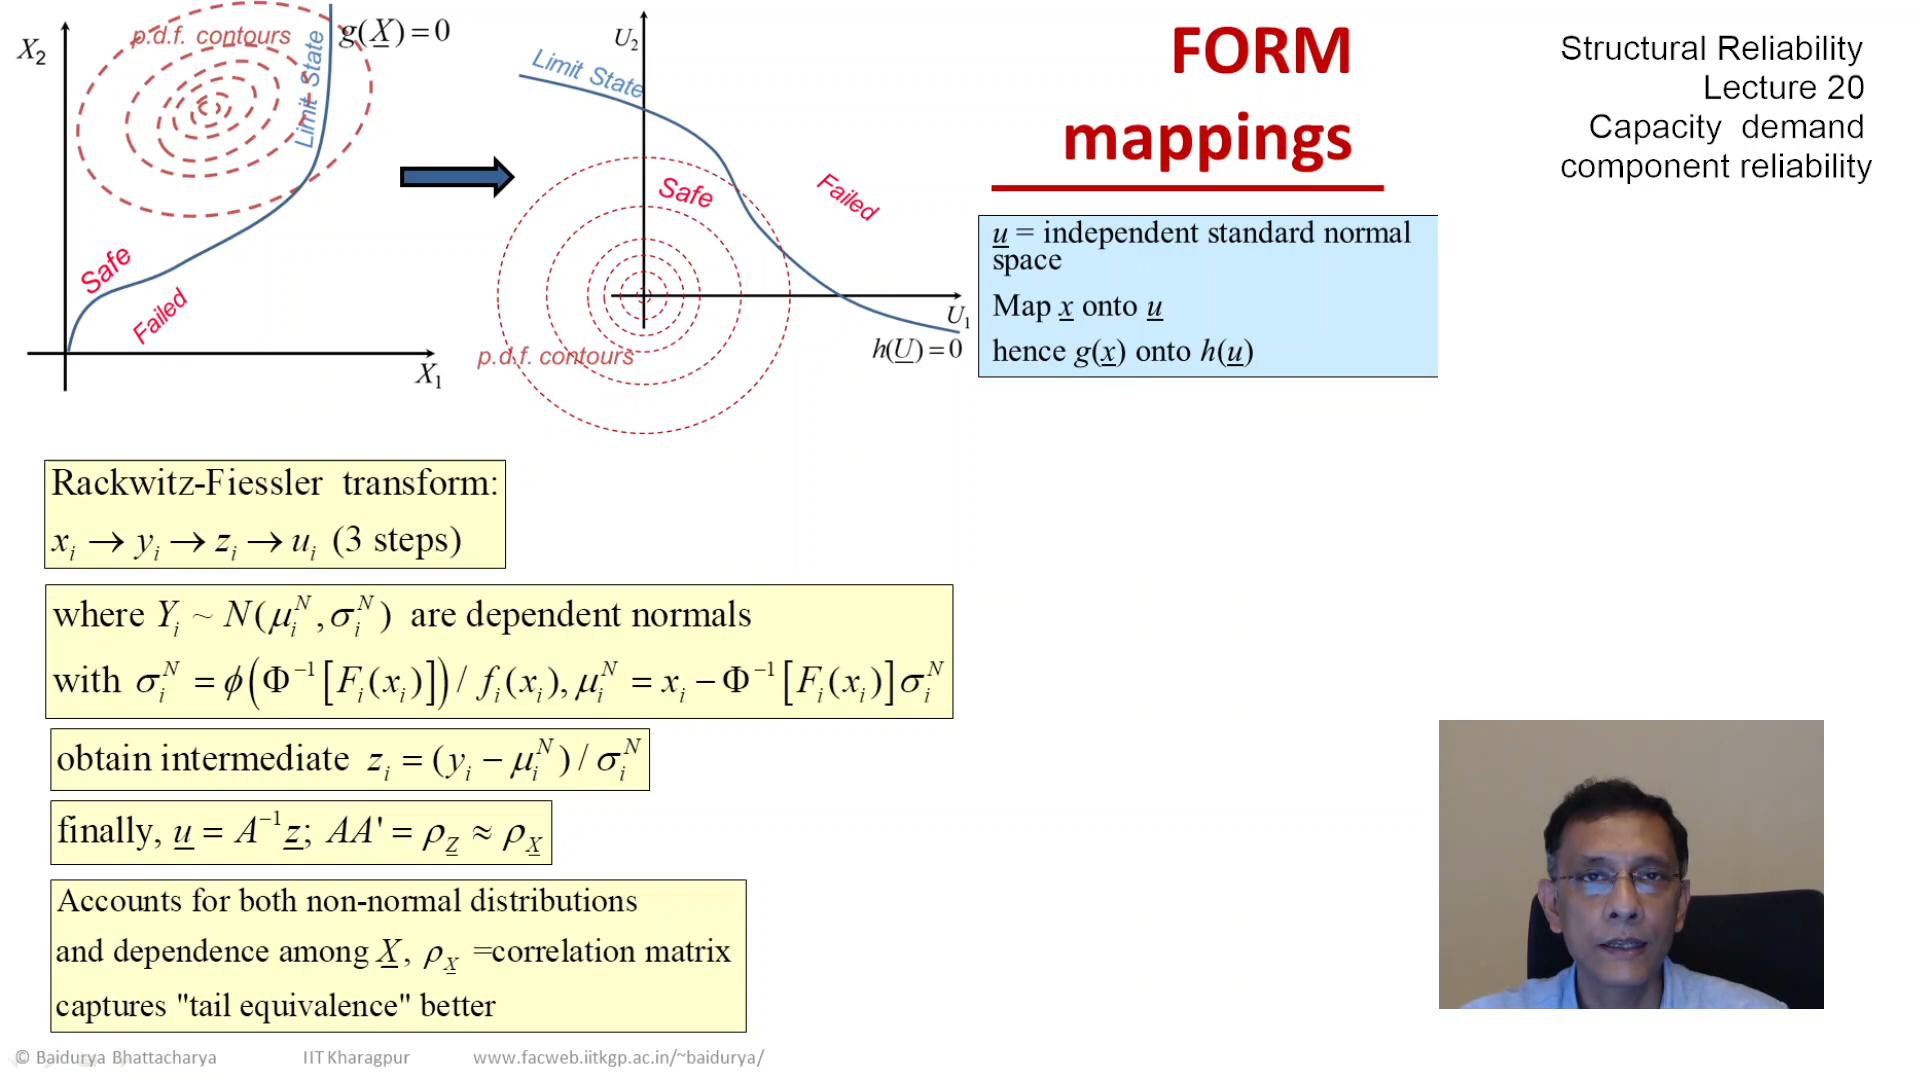 X₂
p.d.f. contours
Limit State
g(X̲) = 0
Safe
Failed
X₁
U₂
Limit State
Safe
Failed
U₁
p.d.f. contours
h(U̲) = 0
FORM
mappings
Structural Reliability
Lecture 20
Capacity demand
component reliability
u̲ = independent standard normal
space
Map x̲ onto u̲
hence g(x̲) onto h(u̲)
Rackwitz-Fiessler transform:
xᵢ → yᵢ → zᵢ → uᵢ (3 steps)
where Yᵢ ~ N(μᵢᴺ, σᵢᴺ) are dependent normals
with σᵢᴺ = ϕ(Φ⁻¹[Fᵢ(xᵢ)]) / fᵢ(xᵢ), μᵢᴺ = xᵢ − Φ⁻¹[Fᵢ(xᵢ)]σᵢᴺ
obtain intermediate zᵢ = (yᵢ − μᵢᴺ) / σᵢᴺ
finally, u̲ = A⁻¹z̲; AA' = ρ_Z̲ ≈ ρ_X̲
Accounts for both non-normal distributions
and dependence among X̲, ρ_X̲ =correlation matrix
captures "tail equivalence" better
© Baidurya Bhattacharya IIT Kharagpur www.facweb.iitkgp.ac.in/~baidurya/